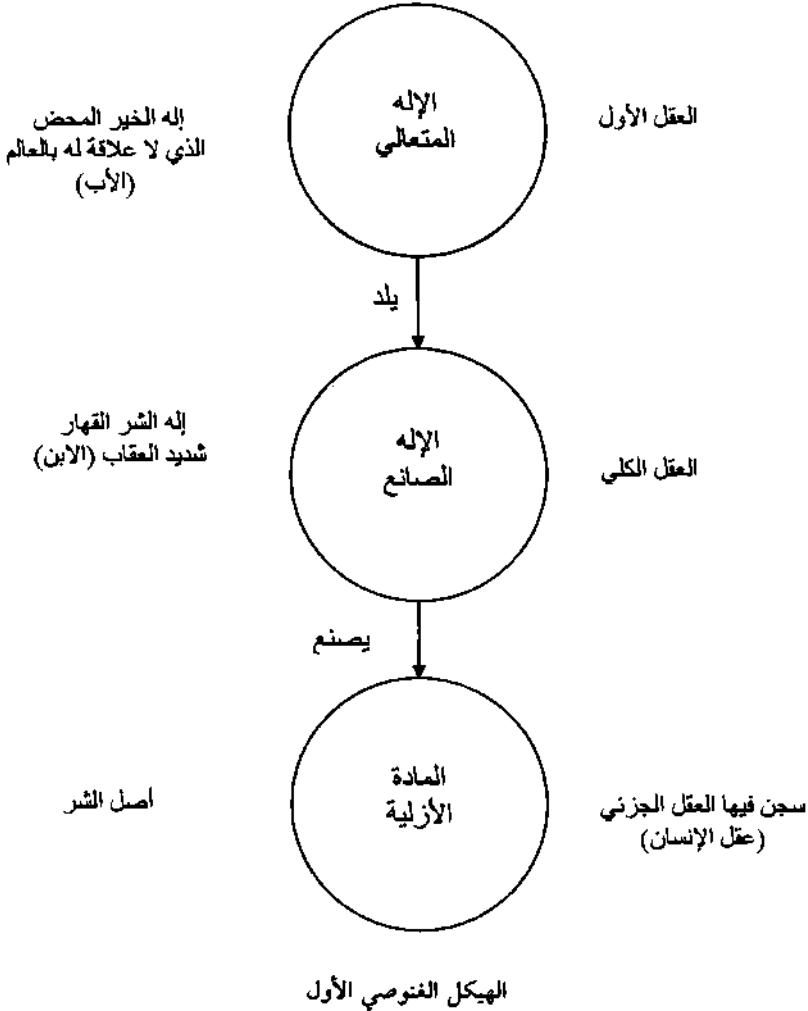 الإله
المتعالي
العقل الأول
إله الخير المحض
الذي لا علاقة له بالعالم
(الأب)
يلد
الإله
الصانع
العقل الكلي
إله الشر القهار
شديد العقاب (الابن)
يصنع
المادة
الأزلية
سجن فيها العقل الجزئي
(عقل الإنسان)
أصل الشر
الهيكل الغنوصي الأول